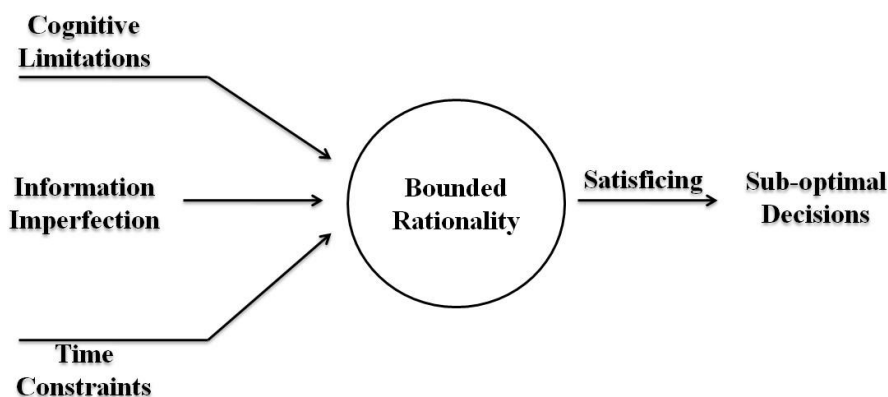 Cognitive
Limitations
Information
Imperfection
Time
Constraints
Bounded
Rationality
Satisficing
Sub-optimal
Decisions